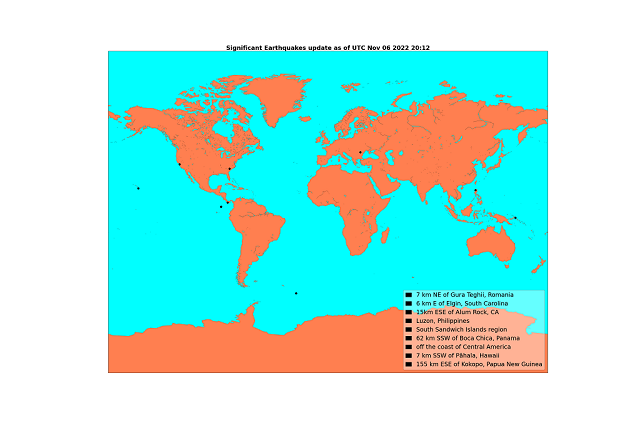 Significant Earthquakes update as of UTC Nov 06 2022 20:12
7 km NE of Gura Teghii, Romania
6 km E of Elgin, South Carolina
15km ESE of Alum Rock, CA
Luzon, Philippines
South Sandwich Islands region
62 km SSW of Boca Chica, Panama
off the coast of Central America
7 km SSW of Pāhala, Hawaii
155 km ESE of Kokopo, Papua New Guinea